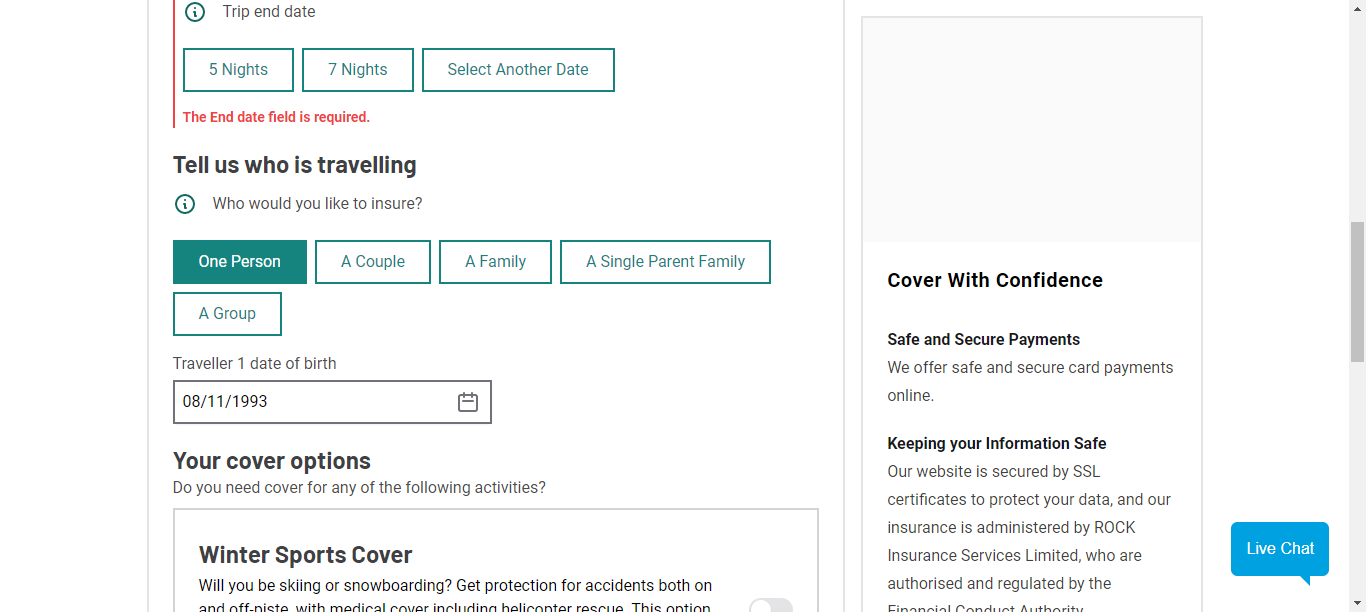 Trip end date
5 Nights
7 Nights
Select Another Date
The End date field is required.
Tell us who is travelling
Who would you like to insure?
One Person
A Couple
A Family
A Single Parent Family
A Group
Traveller 1 date of birth
08/11/1993
Your cover options
Do you need cover for any of the following activities?
Winter Sports Cover
Will you be skiing or snowboarding? Get protection for accidents both on
and off-piste, with medical cover including helicopter rescue. This option
Cover With Confidence
Safe and Secure Payments
We offer safe and secure card payments
online.
Keeping your Information Safe
Our website is secured by SSL
certificates to protect your data, and our
insurance is administered by ROCK
Insurance Services Limited, who are
authorised and regulated by the
Financial Conduct Authority.
Live Chat